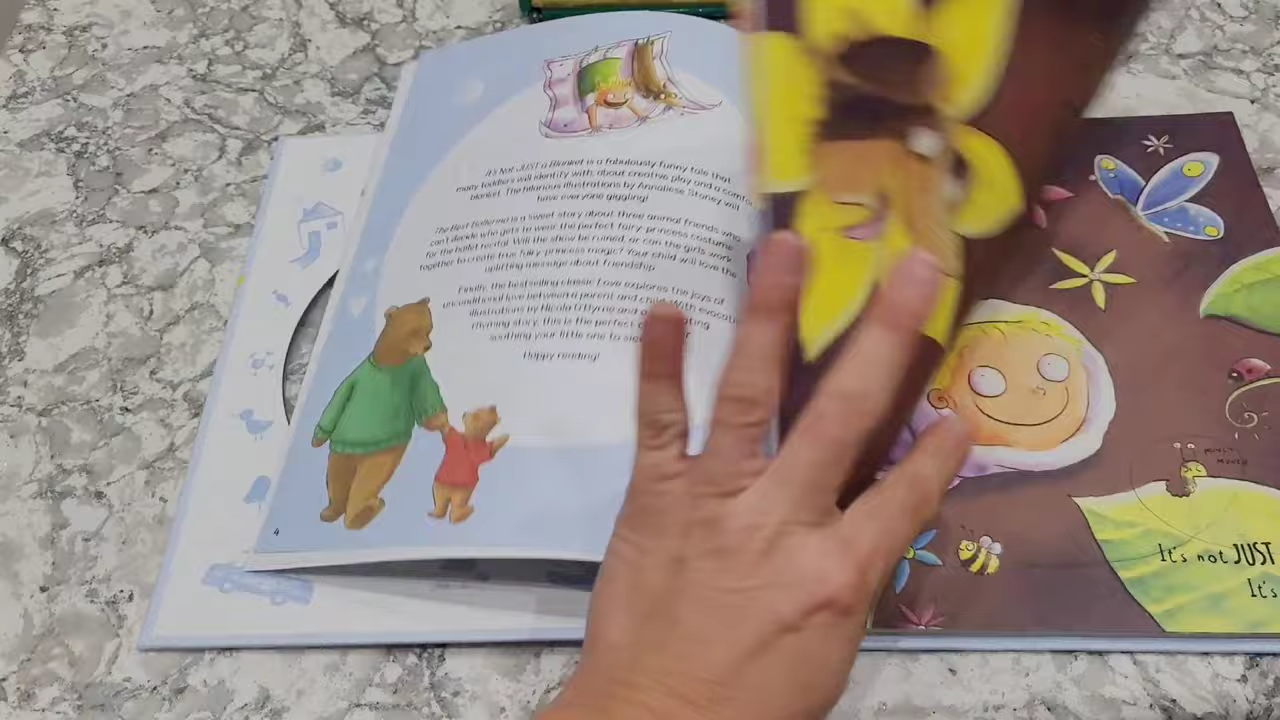 It's Not JUST a Blanket is a fabulously funny tale that
many toddlers will identify with, about creative play and a comfort
blanket. The hilarious illustrations by Annaliese Stoney will
have everyone giggling!
The Best Ballerina is a sweet story about three animal friends who
can't decide who gets to wear the perfect fairy princess costume
for the ballet recital. Will the show be ruined, or can the girls work
together to create true fairy princess magic? Your child will love the
uplifting message about friendship.
Finally, the bestselling classic Love explores the joys of
unconditional love between a parent and child. With evocative
illustrations by Nicola O'Byrne and a
rhyming story, this is the perfect
soothing your little one to
Happy reading!
4
MUNCH
MUNCH
It's not JUST
It's